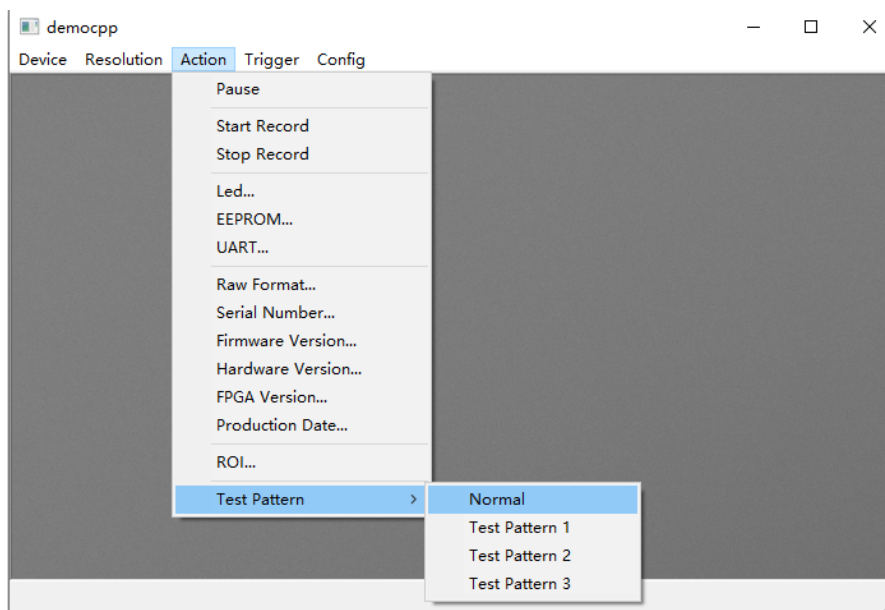 democpp
Device Resolution Action Trigger Config
Pause
Start Record
Stop Record
Led...
EEPROM...
UART...
Raw Format...
Serial Number...
Firmware Version...
Hardware Version...
FPGA Version...
Production Date...
ROI...
Test Pattern
Normal
Test Pattern 1
Test Pattern 2
Test Pattern 3